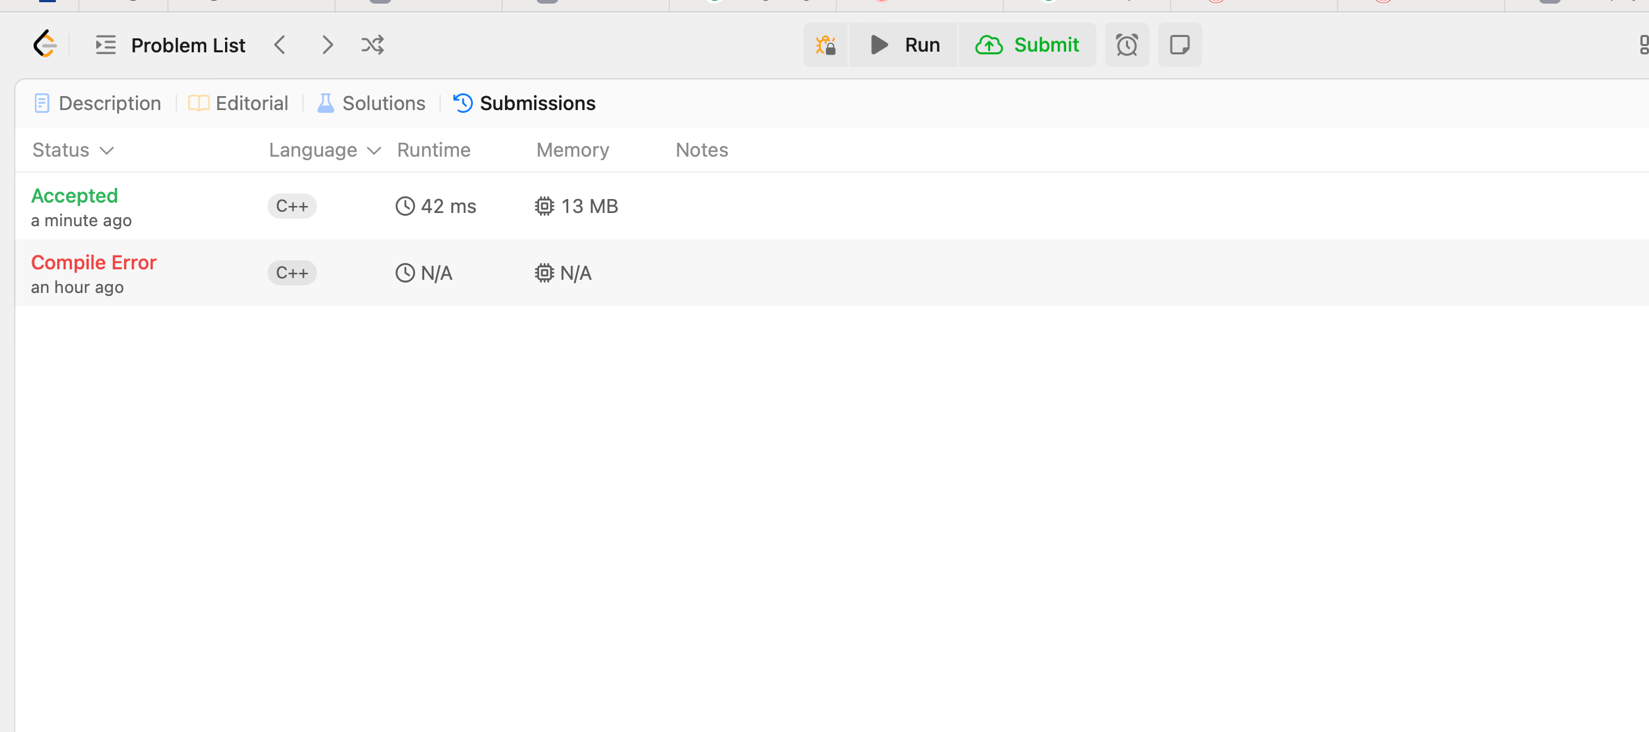 Problem List
Run
Submit
Description
Editorial
Solutions
Submissions
Status
Language
Runtime
Memory
Notes
Accepted
a minute ago
C++
42 ms
13 MB
Compile Error
an hour ago
C++
N/A
N/A